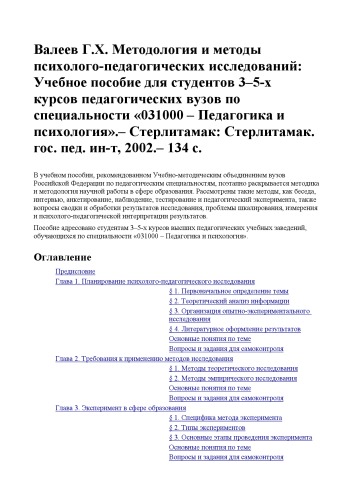 Валеев Г.Х. Методология и методы
психолого-педагогических исследований:
Учебное пособие для студентов 3–5-х
курсов педагогических вузов по
специальности «031000 – Педагогика и
психология».– Стерлитамак: Стерлитамак.
гос. пед. ин-т, 2002.– 134 с.
В учебном пособии, рекомендованном Учебно-методическим объединением вузов
Российской Федерации по педагогическим специальностям, поэтапно раскрывается методика
и методология научной работы в сфере образования. Рассмотрены такие методы, как беседа,
интервью, анкетирование, наблюдение, тестирование и педагогический эксперимента, также
вопросы сводки и обработки результатов исследования, проблемы шкалирования, измерения
и психолого-педагогической интерпретации результатов.
Пособие адресовано студентам 3–5-х курсов высших педагогических учебных заведений,
обучающихся по специальности «031000 – Педагогика и психология».
Оглавление
Предисловие
Глава 1. Планирование психолого-педагогического исследования
§ 1. Первоначальное определение темы
§ 2. Теоретический анализ информации
§ 3. Организация опытно-экспериментального
исследования
§ 4. Литературное оформление результатов
Основные понятия по теме
Вопросы и задания для самоконтроля
Глава 2. Требования к применению методов исследования
§ 1. Методы теоретического исследования
§ 2. Методы эмпирического исследования
Основные понятия по теме
Вопросы и задания для самоконтроля
Глава 3. Эксперимент в сфере образования
§ 1. Специфика метода эксперимента
§ 2. Типы экспериментов
§ 3. Основные этапы проведения эксперимента
Основные понятия по теме
Вопросы и задания для самоконтроля